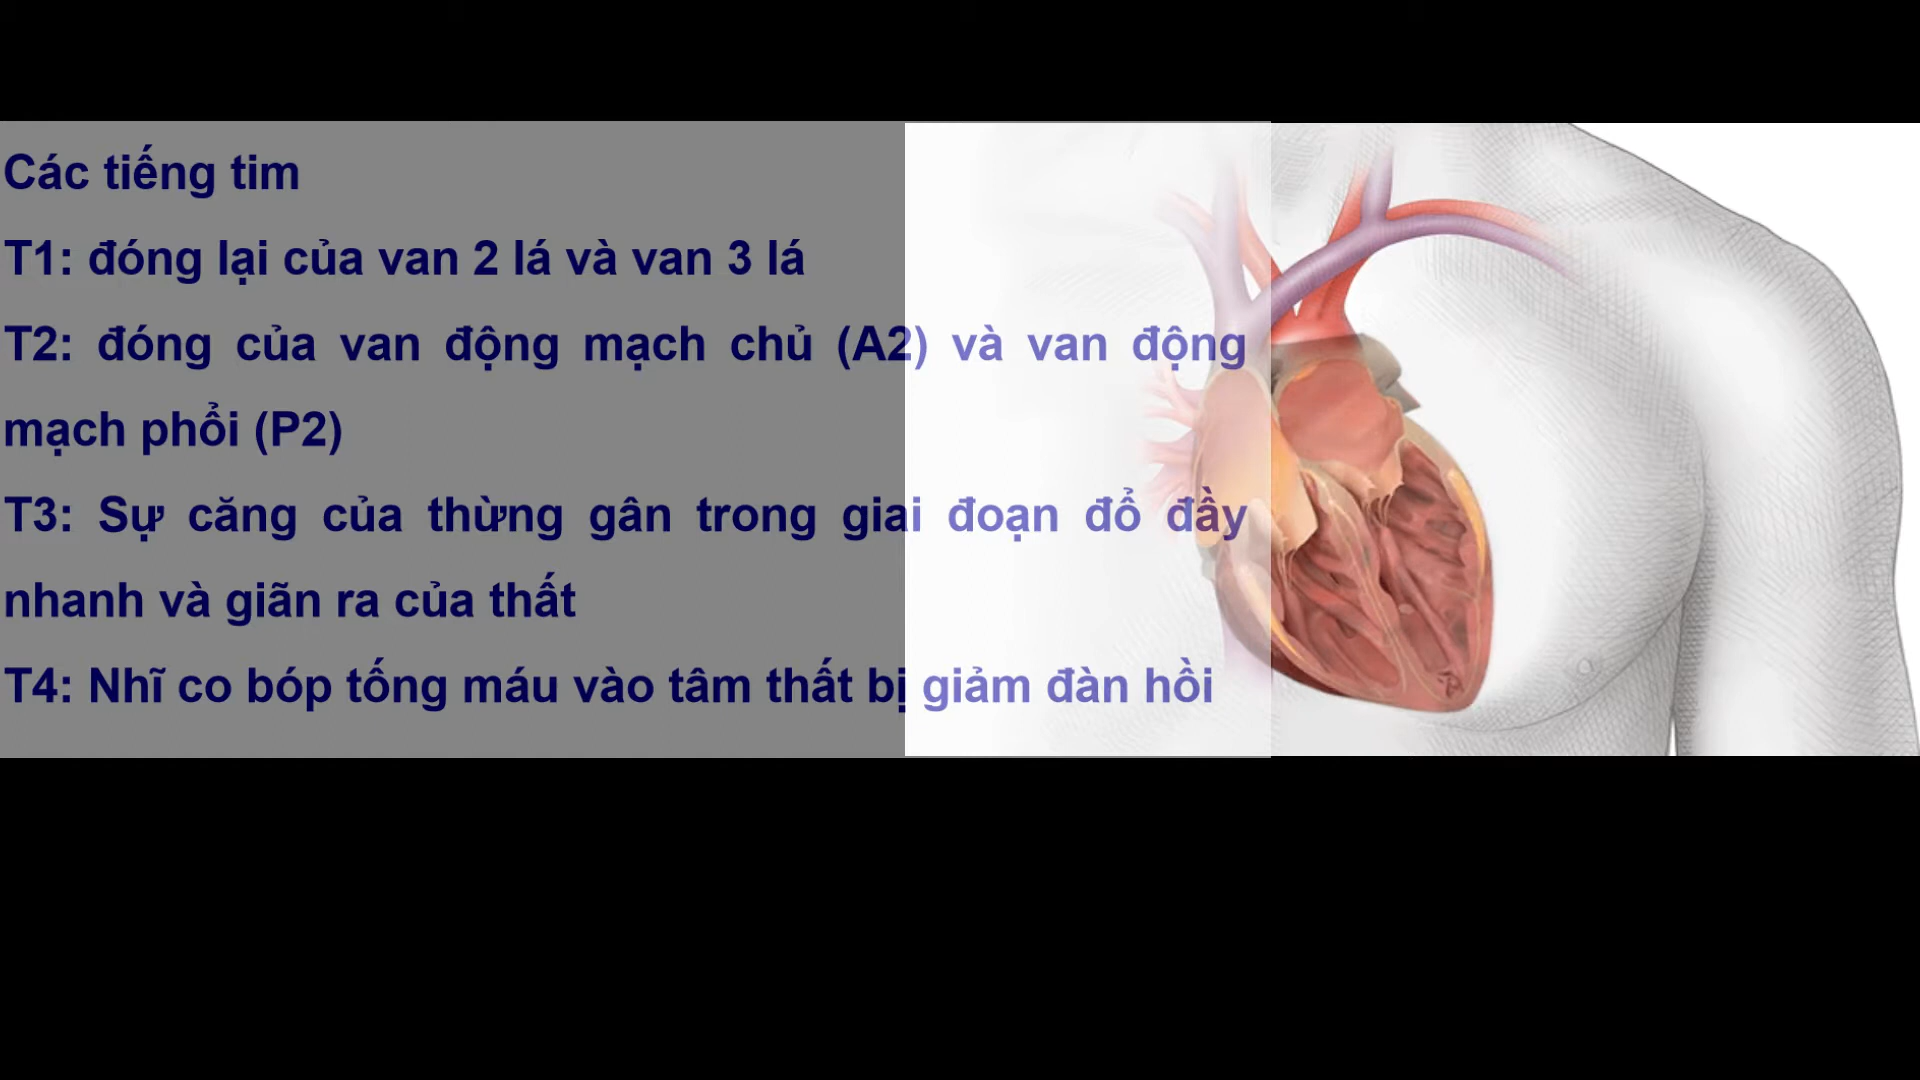 Các tiếng tim
T1: đóng lại của van 2 lá và van 3 lá
T2: đóng của van động mạch chủ (A2) và van động
mạch phổi (P2)
T3: Sự căng của thừng gân trong giai đoạn đổ đầy
nhanh và giãn ra của thất
T4: Nhĩ co bóp tống máu vào tâm thất bị giảm đàn hồi